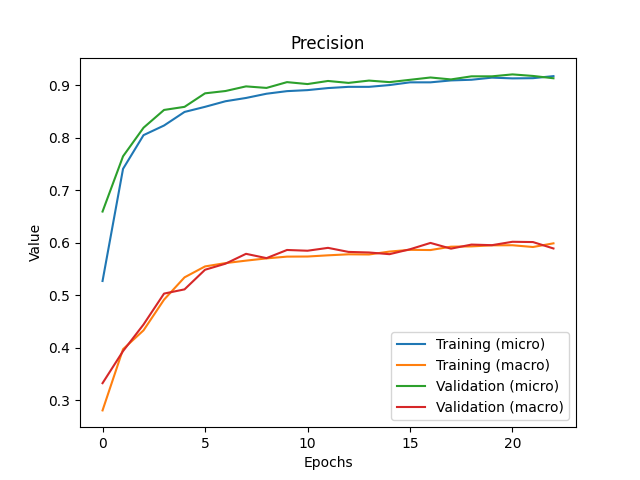 Precision
Value
0.9
0.8
0.7
0.6
0.5
0.4
0.3
Training (micro)
Training (macro)
Validation (micro)
Validation (macro)
0 5 10 15 20
Epochs